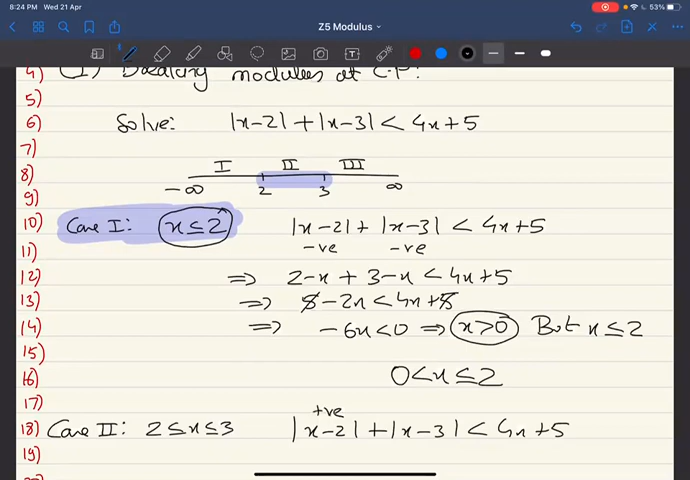 8:24 PM Wed 21 Apr
53%
Z5 Modulus
T
4) (1) Breaking modulus at C.P.:
5)
6) Solve: |x-2| + |x-3| < 4x+5
7)
8) I II III
9) -∞ 2 3 ∞
10) Case I: x≤2 |x-2| + |x-3| < 4x+5
11) -ve -ve
12) ⇒ 2-x + 3-x < 4x+5
13) ⇒ 5-2x < 4x+5
14) ⇒ -6x<0 ⇒ x>0 But x≤2
15)
16) 0<x≤2
17) +ve
18) Case II: 2≤x≤3 |x-2| + |x-3| < 4x+5
19)